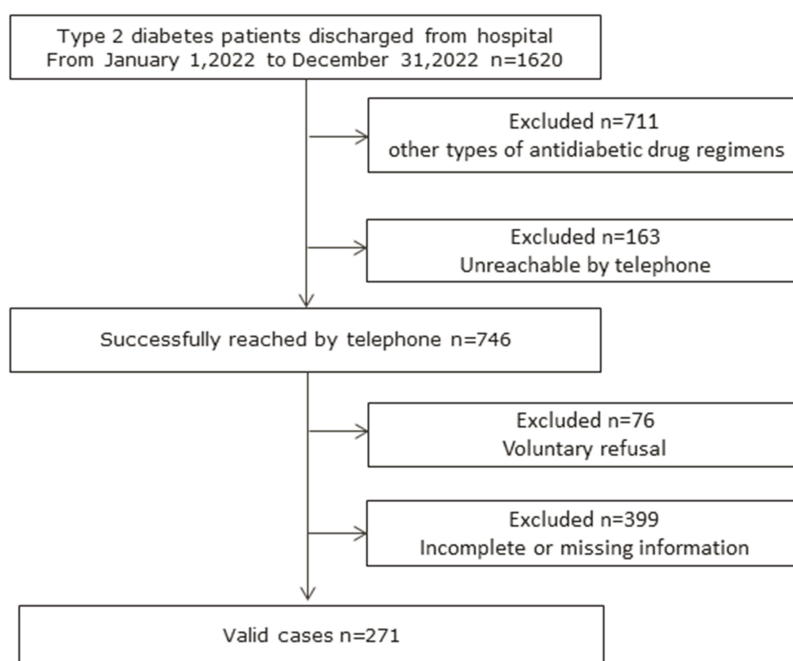 Type 2 diabetes patients discharged from hospital
From January 1,2022 to December 31,2022 n=1620
Excluded n=711
other types of antidiabetic drug regimens
Excluded n=163
Unreachable by telephone
Successfully reached by telephone n=746
Excluded n=76
Voluntary refusal
Excluded n=399
Incomplete or missing information
Valid cases n=271